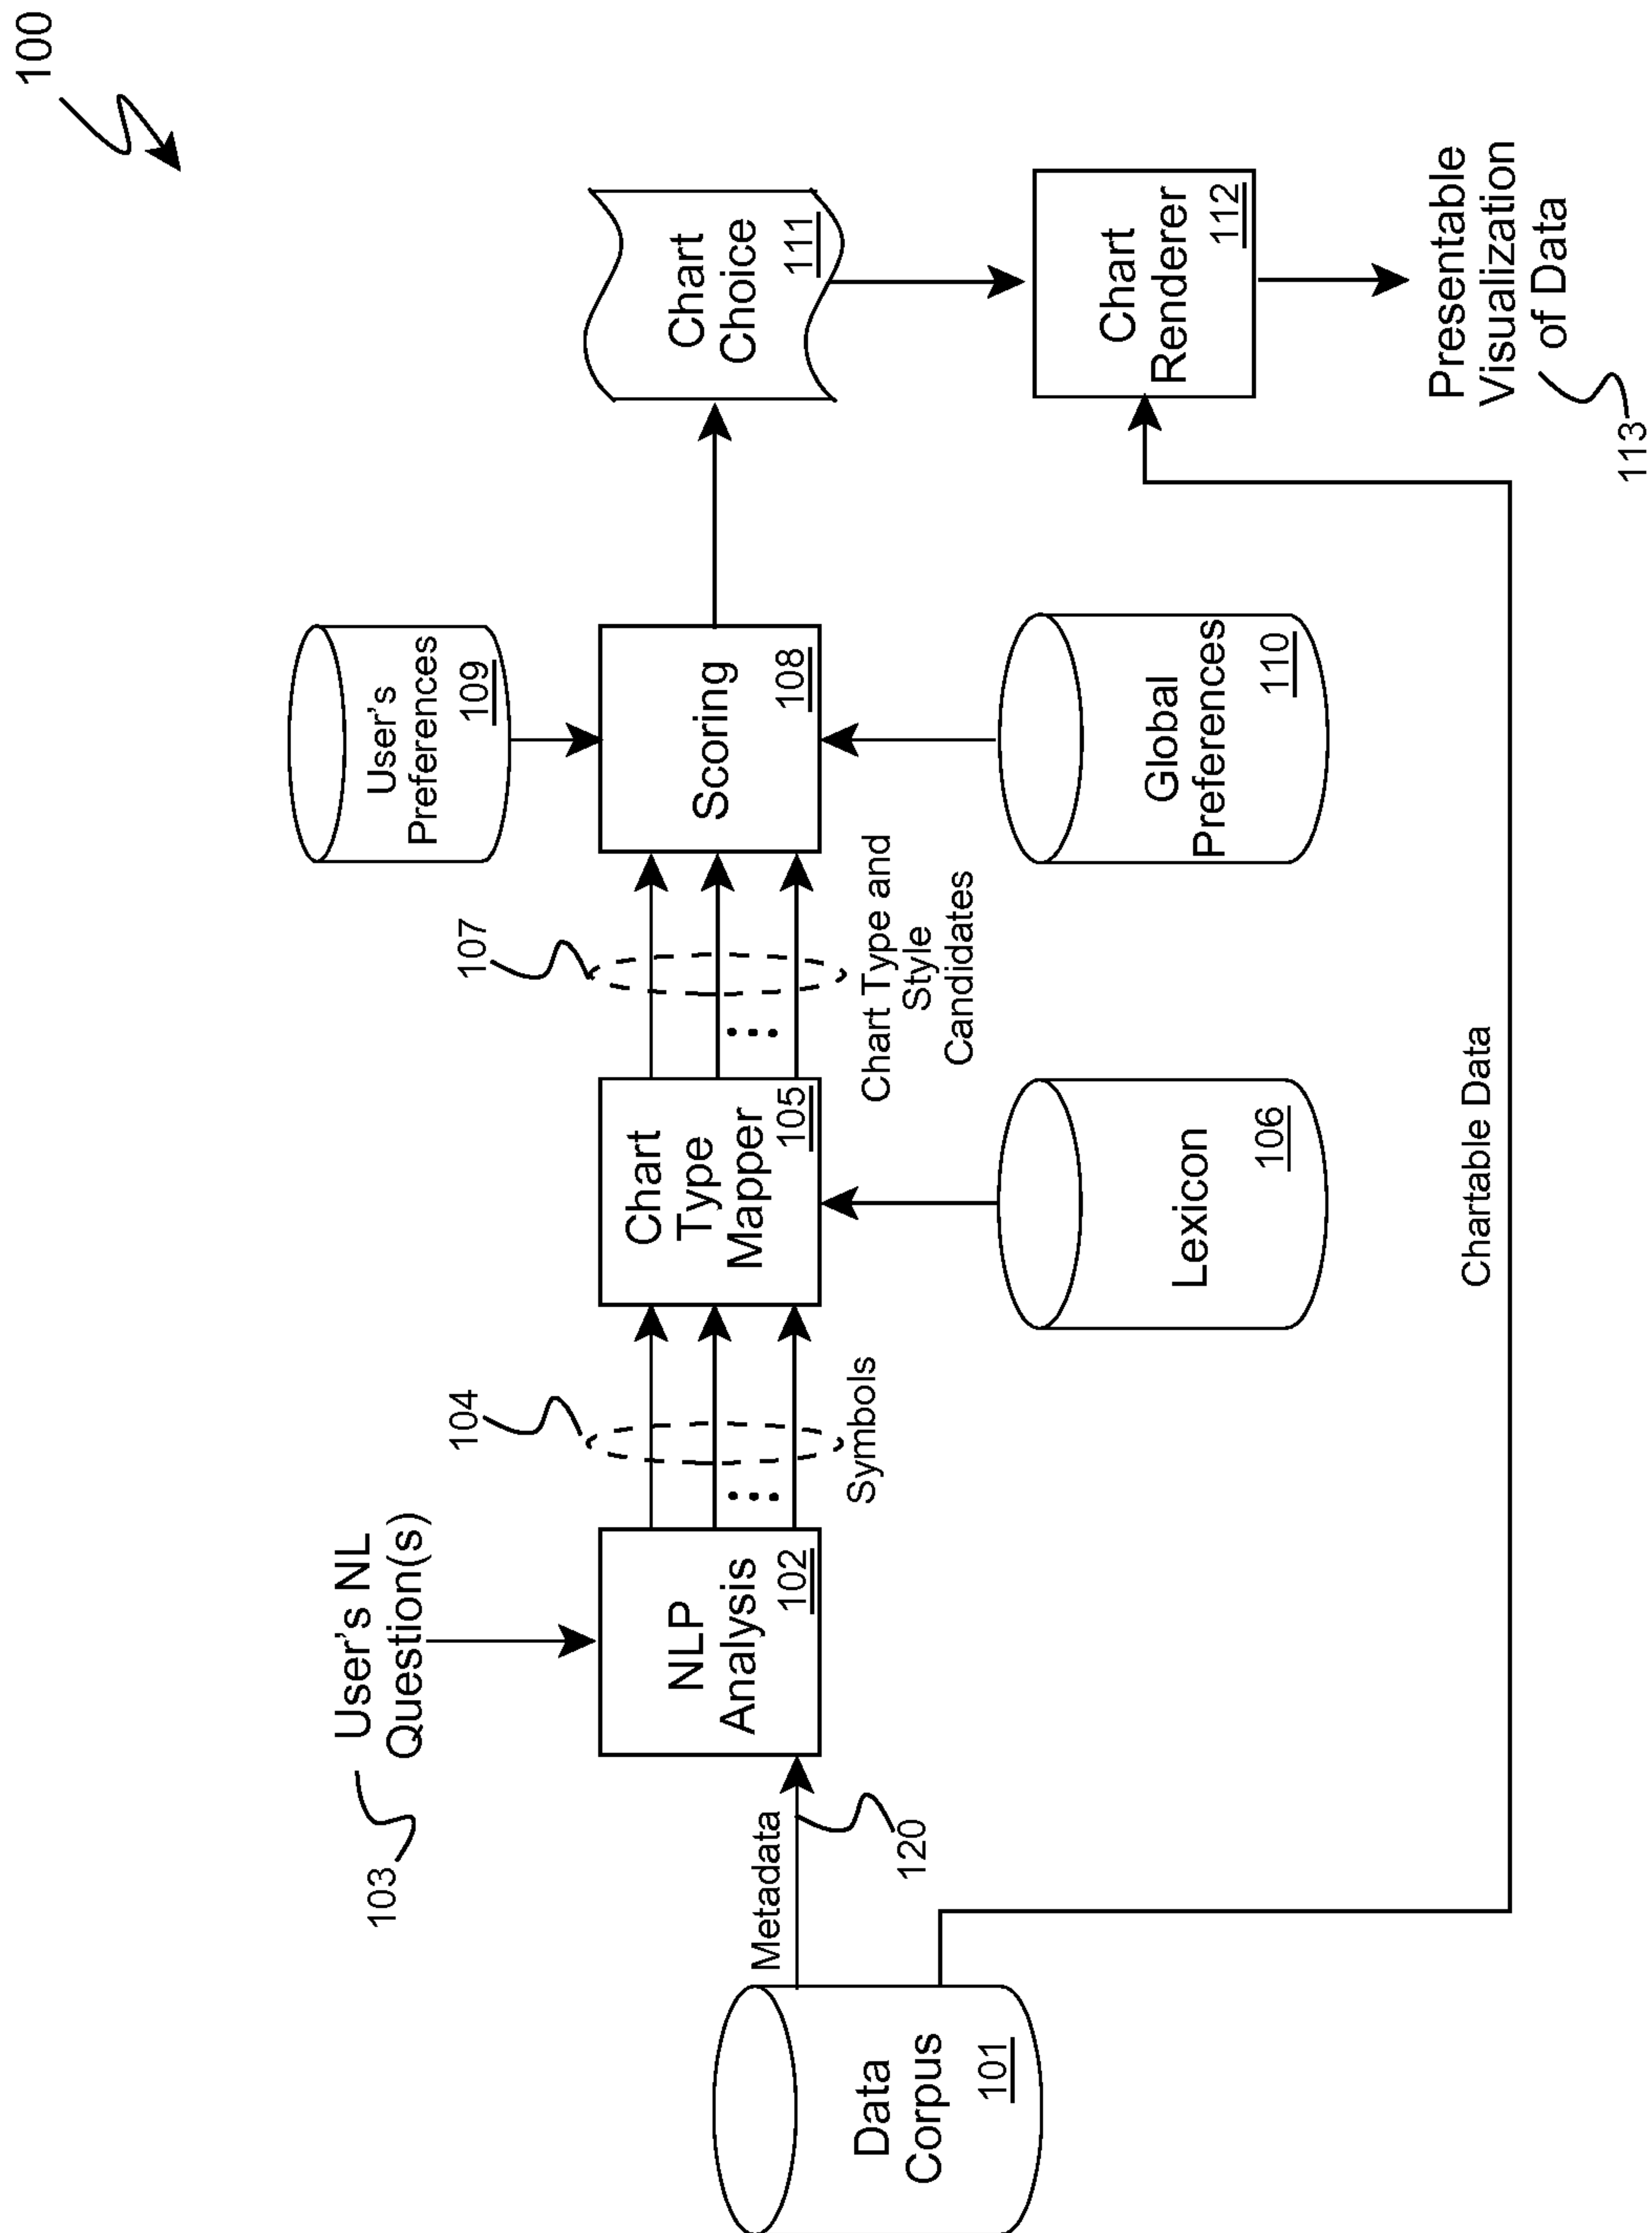 100
User's NL
Question(s)
103
Data
Corpus
101
Metadata
120
NLP
Analysis
102
104
Symbols
Chart
Type
Mapper
105
Lexicon
106
107
Chart Type and
Style
Candidates
User's
Preferences
109
Scoring
108
Global
Preferences
110
Chart
Choice
111
Chart
Renderer
112
Chartable Data
Presentable
Visualization
of Data
113